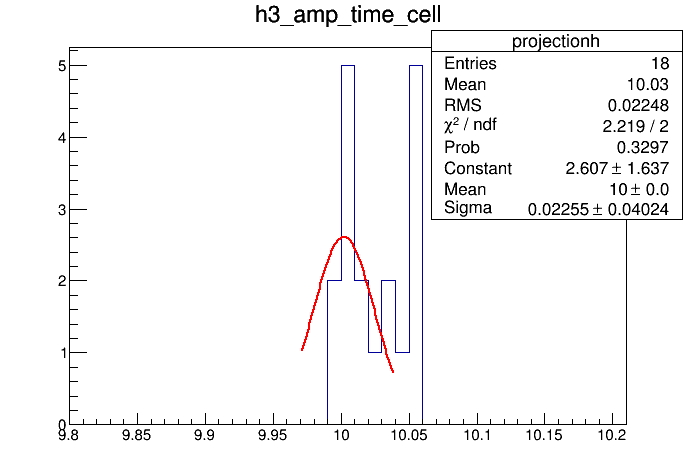 h3_amp_time_cell
projectionh
Entries 18
Mean 10.03
RMS 0.02248
χ² / ndf 2.219 / 2
Prob 0.3297
Constant 2.607 ± 1.637
Mean 10 ± 0.0
Sigma 0.02255 ± 0.04024
5
4
3
2
1
0
9.8 9.85 9.9 9.95 10 10.05 10.1 10.15 10.2